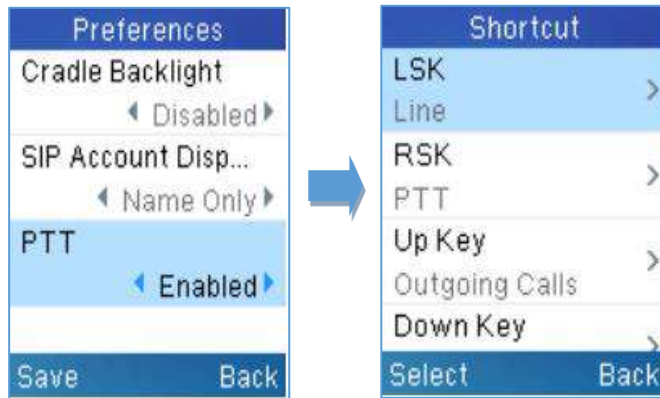 Preferences
Cradle Backlight
Disabled
SIP Account Disp...
Name Only
PTT
Enabled
Save Back
Shortcut
LSK
Line
RSK
PTT
Up Key
Outgoing Calls
Down Key
Select Back